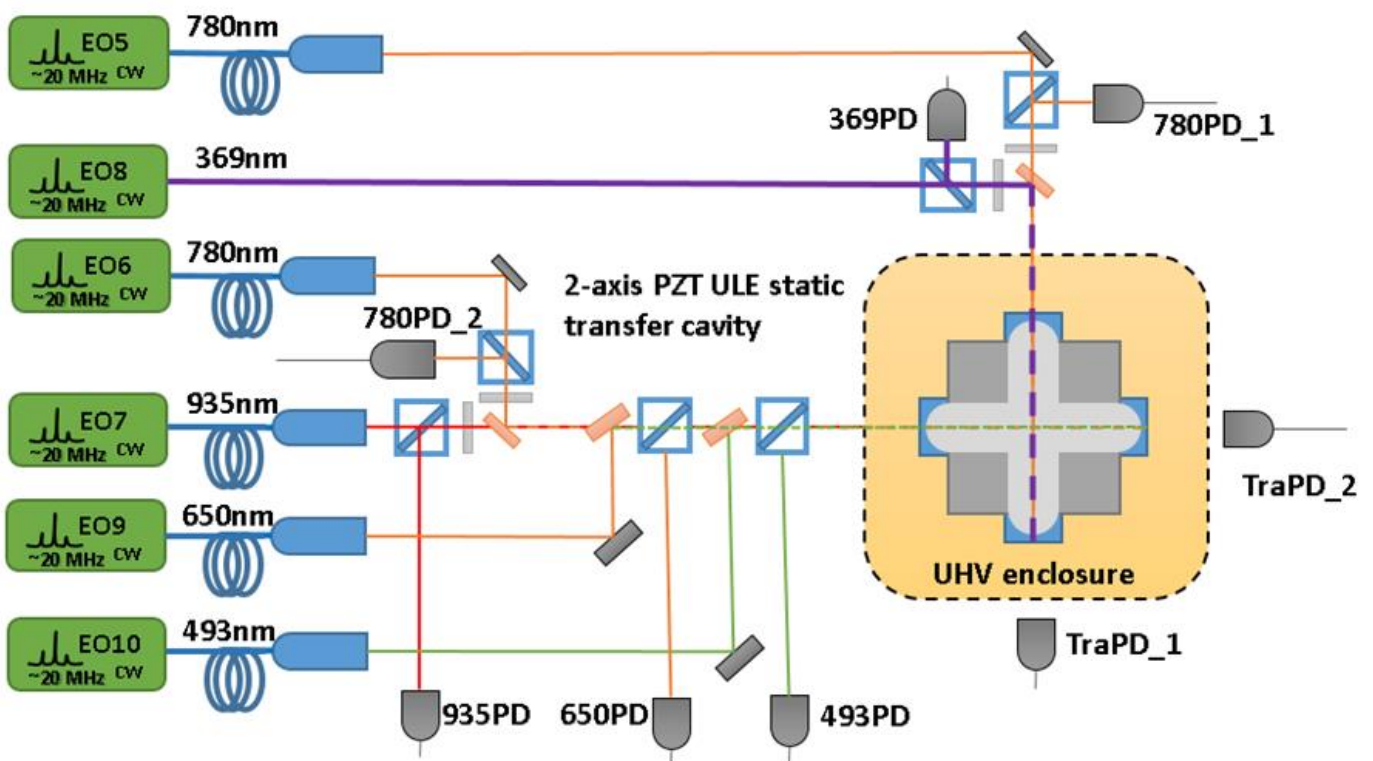 780nm
EO5
~20 MHz CW
369PD
780PD_1
369nm
EO8
~20 MHz CW
780nm
EO6
~20 MHz CW
2-axis PZT ULE static
transfer cavity
780PD_2
935nm
EO7
~20 MHz CW
TraPD_2
650nm
EO9
~20 MHz CW
UHV enclosure
493nm
EO10
~20 MHz CW
TraPD_1
935PD
650PD
493PD